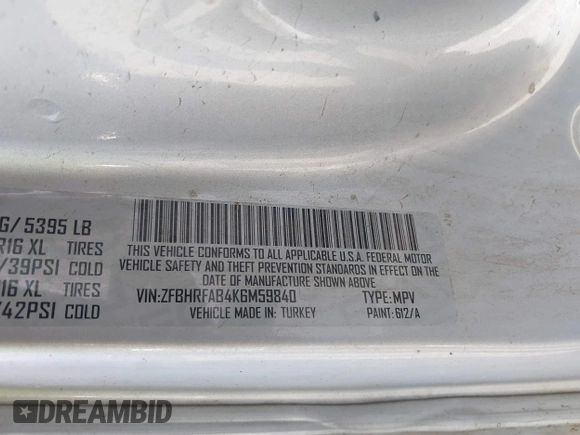 G/ 5395 LB
R16 XL TIRES
/39PSI COLD
R16 XL TIRES
/42PSI COLD
THIS VEHICLE CONFORMS TO ALL APPLICABLE U.S.A. FEDERAL MOTOR
VEHICLE SAFETY AND THEFT PREVENTION STANDARDS IN EFFECT ON THE
DATE OF MANUFACTURE SHOWN ABOVE
VIN:ZFBHRFAB4K6M59840 TYPE:MPV
VEHICLE MADE IN: TURKEY PAINT: 612/A
DREAMBID